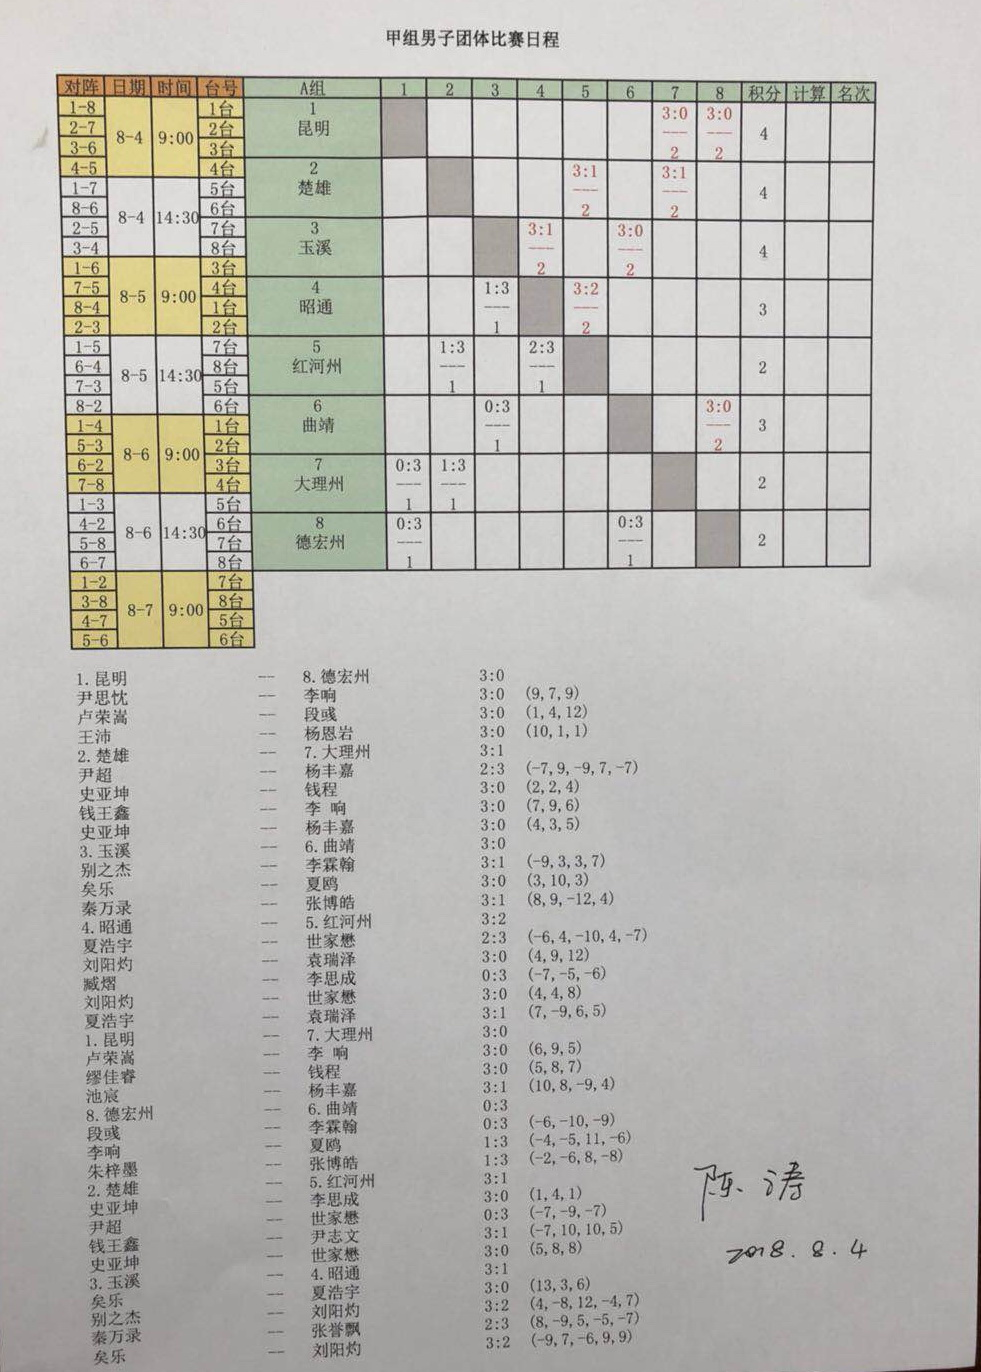 甲组男子团体比赛日程
对阵 日期 时间 台号 A组 1 2 3 4 5 6 7 8 积分 计算 名次
1-8 8-4 9:00 1台 1 昆明 3:0 --- 2 3:0 --- 2 4
2-7 2台
3-6 3台
4-5 4台 2 楚雄 3:1 --- 2 3:1 --- 2 4
1-7 8-4 14:30 5台
8-6 6台
2-5 7台 3 玉溪 3:1 --- 2 3:0 --- 2 4
3-4 8台
1-6 8-5 9:00 3台
7-5 4台 4 昭通 1:3 --- 1 3:2 --- 2 3
8-4 1台
2-3 2台
1-5 8-5 14:30 7台 5 红河州 1:3 --- 1 2:3 --- 1 2
6-4 8台
7-3 5台
8-2 6台 6 曲靖 0:3 --- 1 3:0 --- 2 3
1-4 8-6 9:00 1台
5-3 2台
6-2 3台 7 大理州 0:3 --- 1 1:3 --- 1 2
7-8 4台
1-3 8-6 14:30 5台
4-2 6台 8 德宏州 0:3 --- 1 0:3 --- 1 2
5-8 7台
6-7 8台
1-2 8-7 9:00 7台
3-8 8台
4-7 5台
5-6 6台
1.昆明 -- 8.德宏州 3:0
尹思忱 -- 李响 3:0 (9,7,9)
卢荣嵩 -- 段彧 3:0 (1,4,12)
王沛 -- 杨恩岩 3:0 (10,1,1)
2.楚雄 -- 7.大理州 3:1
尹超 -- 杨丰嘉 2:3 (-7,9,-9,7,-7)
史亚坤 -- 钱程 3:0 (2,2,4)
钱王鑫 -- 李 响 3:0 (7,9,6)
史亚坤 -- 杨丰嘉 3:0 (4,3,5)
3.玉溪 -- 6.曲靖 3:0
别之杰 -- 李霖翰 3:1 (-9,3,3,7)
矣乐 -- 夏鸥 3:0 (3,10,3)
秦万录 -- 张博皓 3:1 (8,9,-12,4)
4.昭通 -- 5.红河州 3:2
夏浩宇 -- 世家懋 2:3 (-6,4,-10,4,-7)
刘阳灼 -- 袁瑞泽 3:0 (4,9,12)
臧熠 -- 李思成 0:3 (-7,-5,-6)
刘阳灼 -- 世家懋 3:0 (4,4,8)
夏浩宇 -- 袁瑞泽 3:1 (7,-9,6,5)
1.昆明 -- 7.大理州 3:0
卢荣嵩 -- 李 响 3:0 (6,9,5)
缪佳睿 -- 钱程 3:0 (5,8,7)
池宸 -- 杨丰嘉 3:1 (10,8,-9,4)
8.德宏州 -- 6.曲靖 0:3
段彧 -- 李霖翰 0:3 (-6,-10,-9)
李响 -- 夏鸥 1:3 (-4,-5,11,-6)
朱梓墨 -- 张博皓 1:3 (-2,-6,8,-8)
2.楚雄 -- 5.红河州 3:1
史亚坤 -- 李思成 3:0 (1,4,1)
尹超 -- 世家懋 0:3 (-7,-9,-7)
钱王鑫 -- 尹志文 3:1 (-7,10,10,5)
史亚坤 -- 世家懋 3:0 (5,8,8)
3.玉溪 -- 4.昭通 3:1
矣乐 -- 夏浩宇 3:0 (13,3,6)
别之杰 -- 刘阳灼 3:2 (4,-8,12,-4,7)
秦万录 -- 张誉飘 2:3 (8,-9,5,-5,-7)
矣乐 -- 刘阳灼 3:2 (-9,7,-6,9,9)
陈涛
2018.8.4